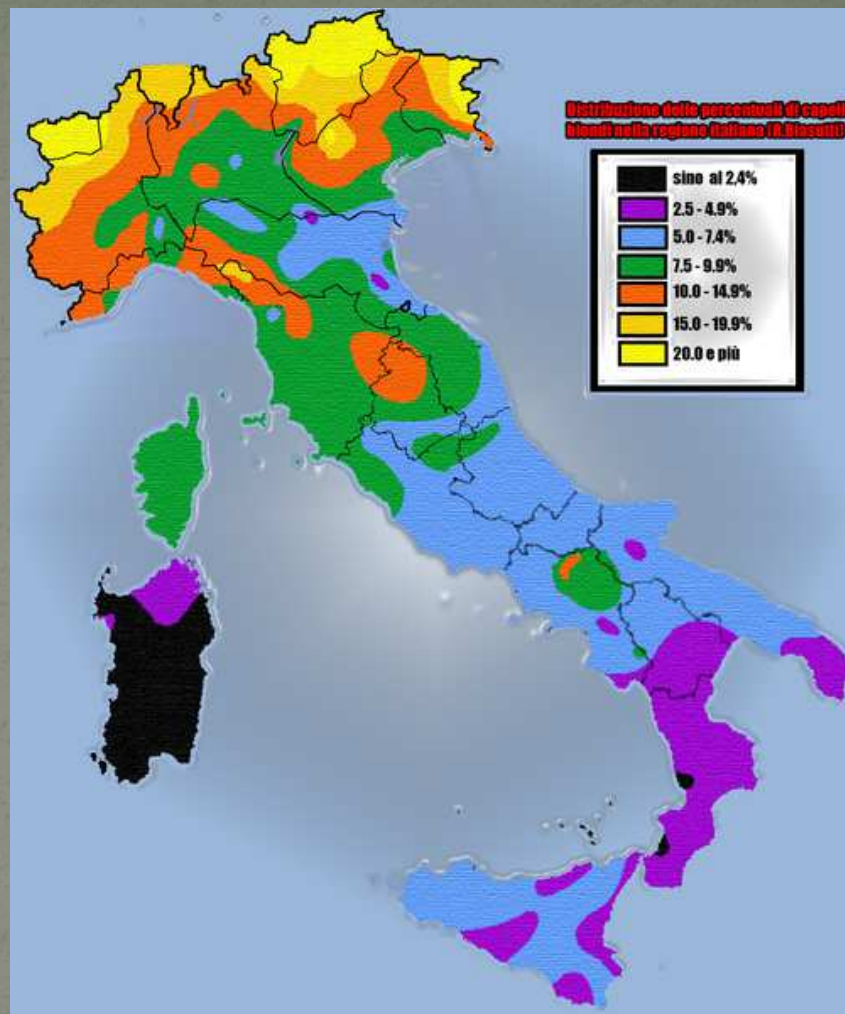 Distribuzione delle percentuali di capelli
biondi nella regione italiana (R.Biasutti)
sino al 2,4%
2.5 - 4.9%
5.0 - 7.4%
7.5 - 9.9%
10.0 - 14.9%
15.0 - 19.9%
20.0 e più